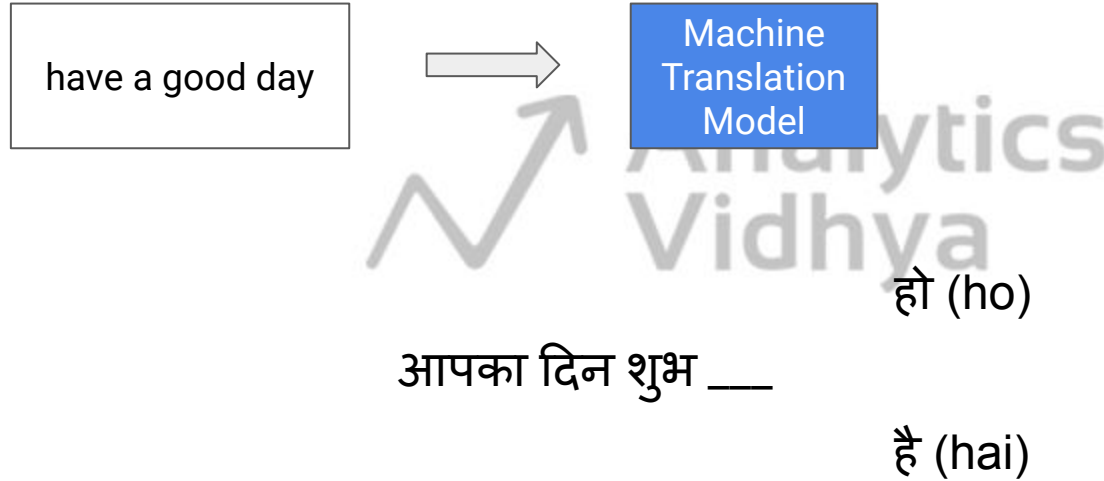 have a good day
Machine
Translation
Model
Analytics
Vidhya
हो (ho)
आपका दिन शुभ ___
है (hai)